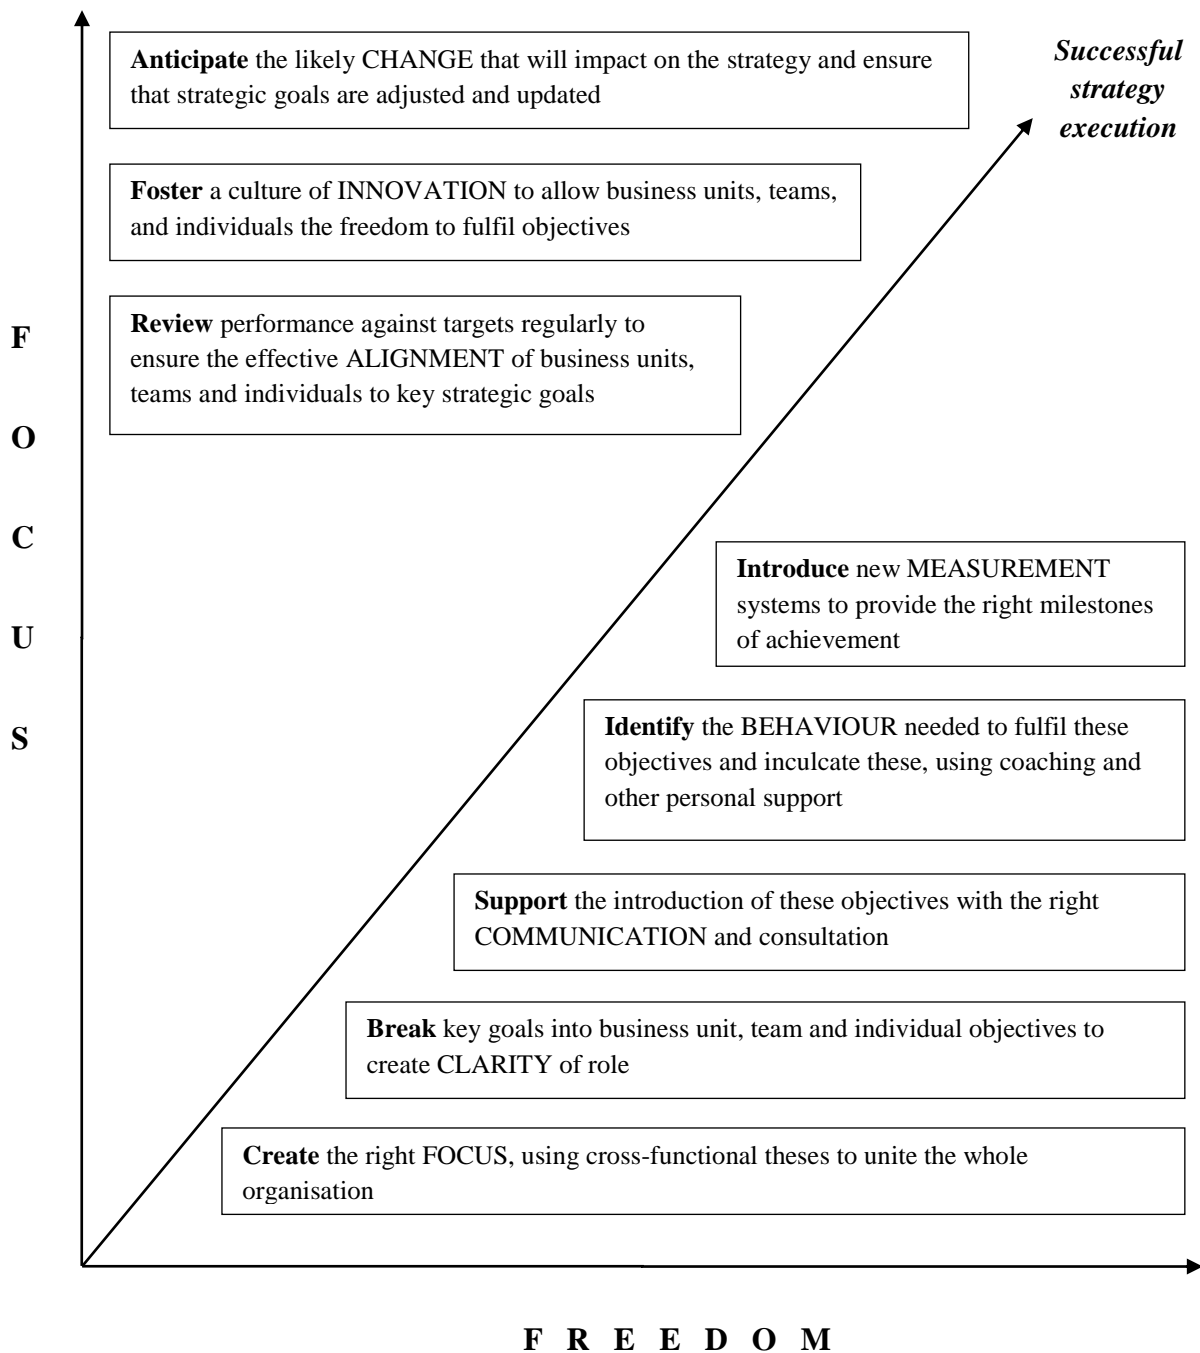 Anticipate the likely CHANGE that will impact on the strategy and ensure
that strategic goals are adjusted and updated
Successful
strategy
execution
Foster a culture of INNOVATION to allow business units, teams,
and individuals the freedom to fulfil objectives
Review performance against targets regularly to
ensure the effective ALIGNMENT of business units,
teams and individuals to key strategic goals
F
O
C
U
S
Introduce new MEASUREMENT
systems to provide the right milestones
of achievement
Identify the BEHAVIOUR needed to fulfil these
objectives and inculcate these, using coaching and
other personal support
Support the introduction of these objectives with the right
COMMUNICATION and consultation
Break key goals into business unit, team and individual objectives to
create CLARITY of role
Create the right FOCUS, using cross-functional theses to unite the whole
organisation
F R E E D O M